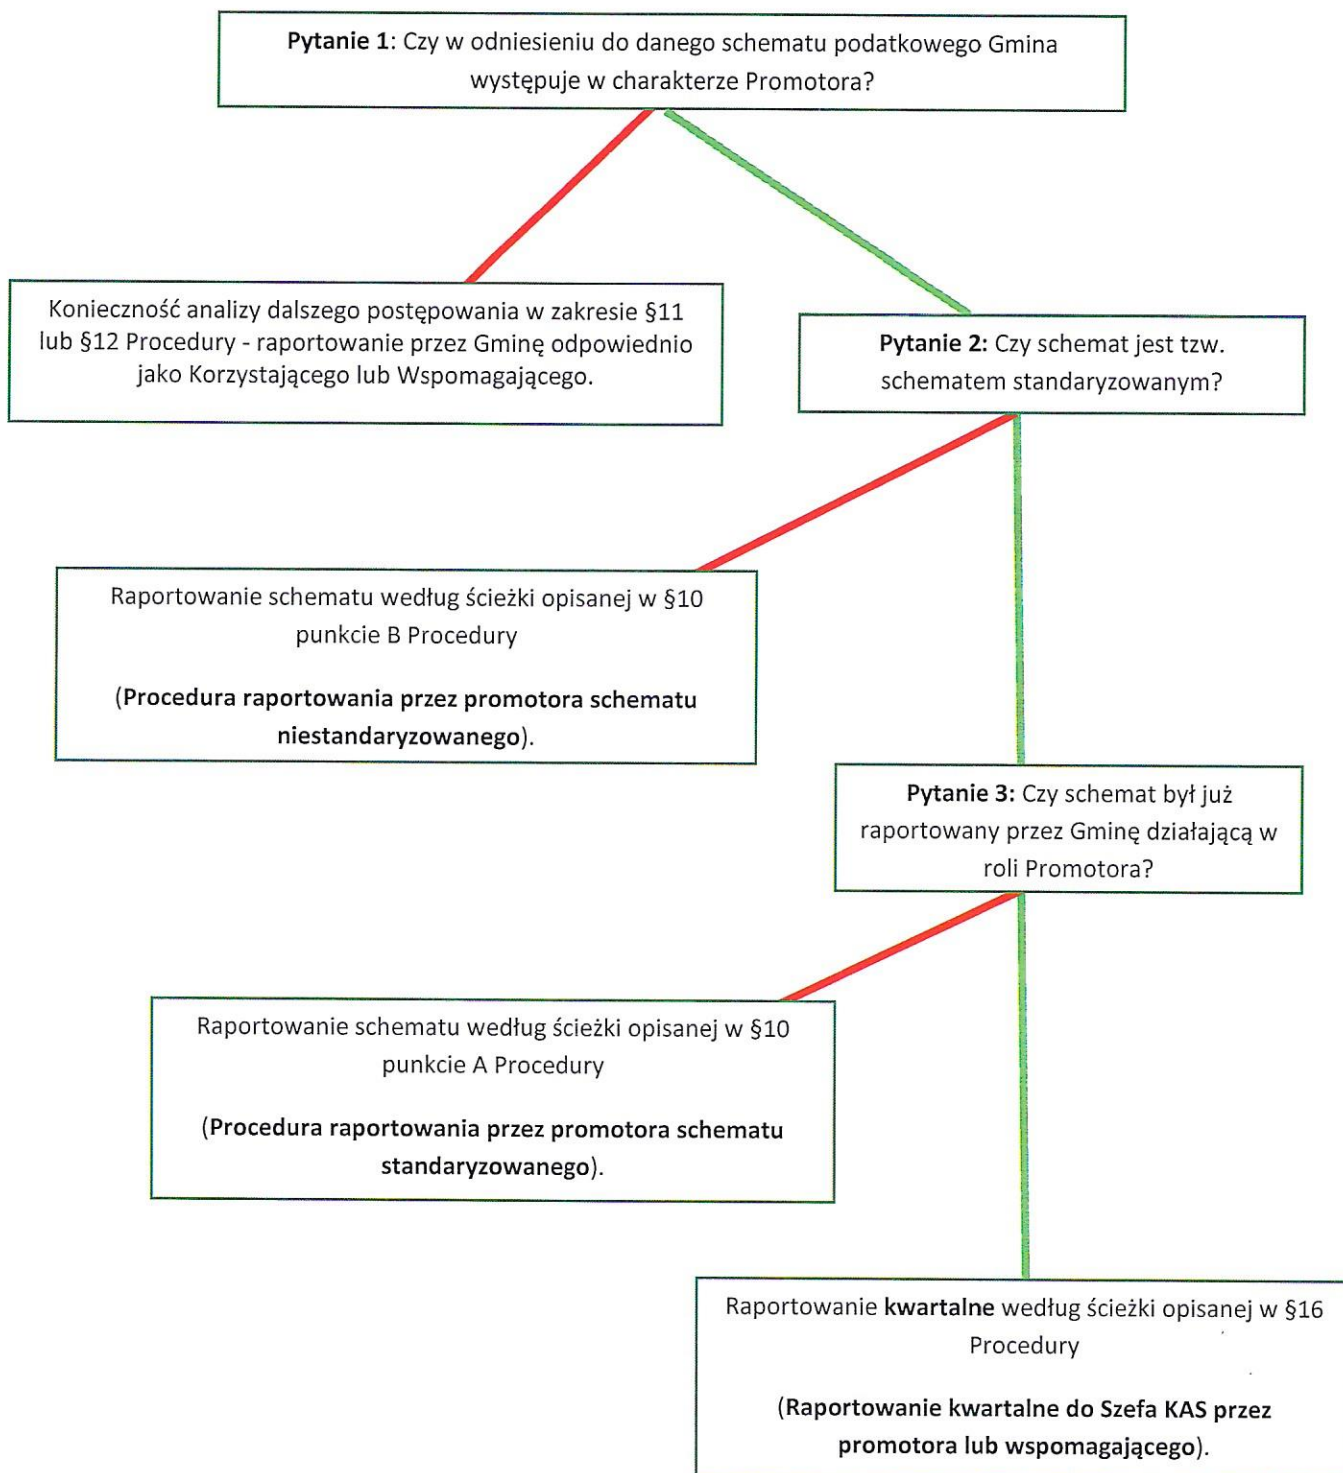 Pytanie 1: Czy w odniesieniu do danego schematu podatkowego Gmina
występuje w charakterze Promotora?
Konieczność analizy dalszego postępowania w zakresie §11
lub §12 Procedury - raportowanie przez Gminę odpowiednio
jako Korzystającego lub Wspomagającego.
Pytanie 2: Czy schemat jest tzw.
schematem standaryzowanym?
Raportowanie schematu według ścieżki opisanej w §10
punkcie B Procedury
(Procedura raportowania przez promotora schematu
niestandaryzowanego).
Pytanie 3: Czy schemat był już
raportowany przez Gminę działającą w
roli Promotora?
Raportowanie schematu według ścieżki opisanej w §10
punkcie A Procedury
(Procedura raportowania przez promotora schematu
standaryzowanego).
Raportowanie kwartalne według ścieżki opisanej w §16
Procedury
(Raportowanie kwartalne do Szefa KAS przez
promotora lub wspomagającego).